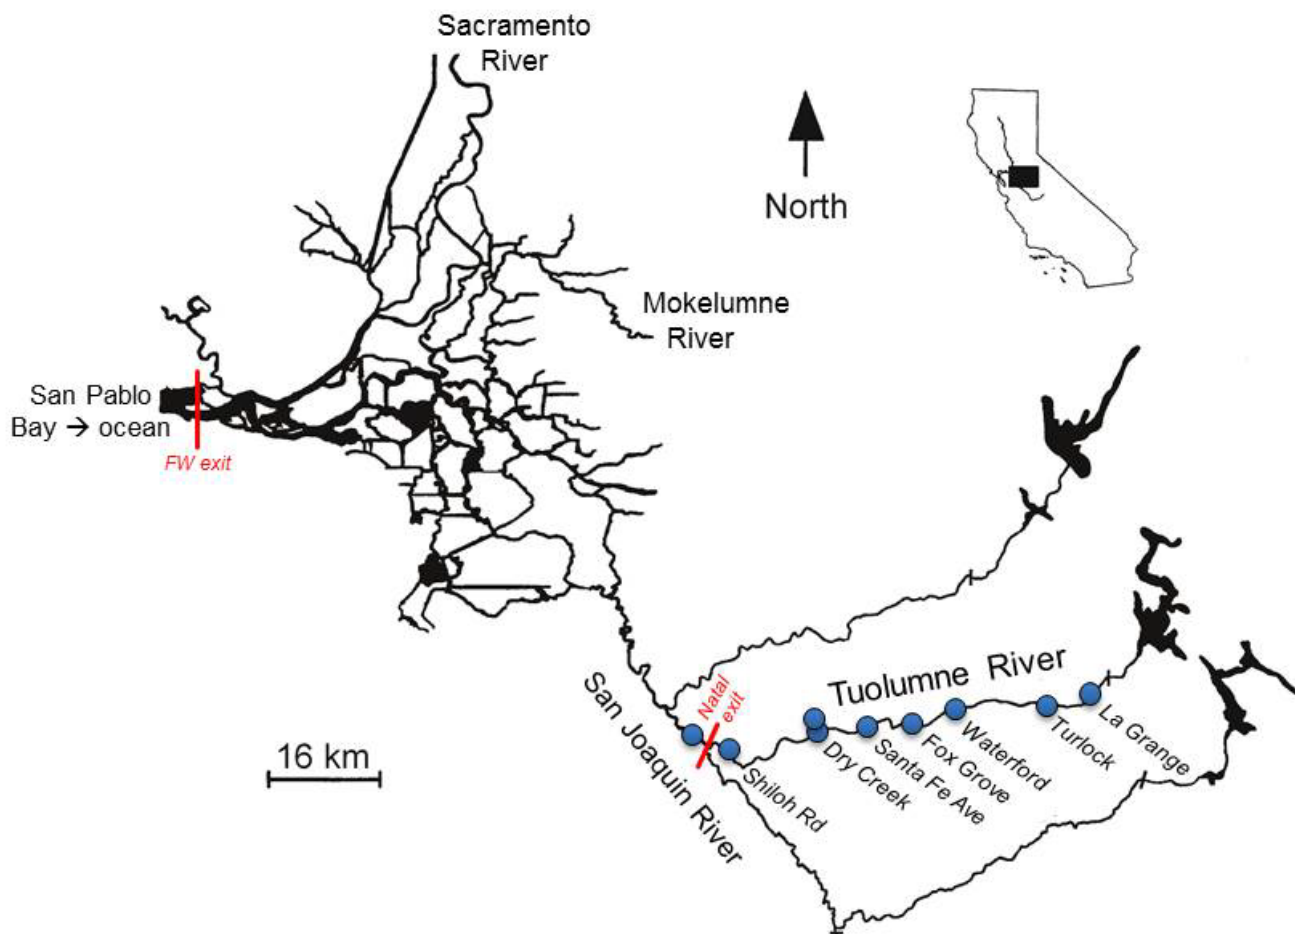 Sacramento
River
North
Mokelumne
River
San Pablo
Bay → ocean
FW exit
Tuolumne River
Natal
exit
San Joaquin River
16 km
Shiloh Rd
Dry Creek
Santa Fe Ave
Fox Grove
Waterford
Turlock
La Grange